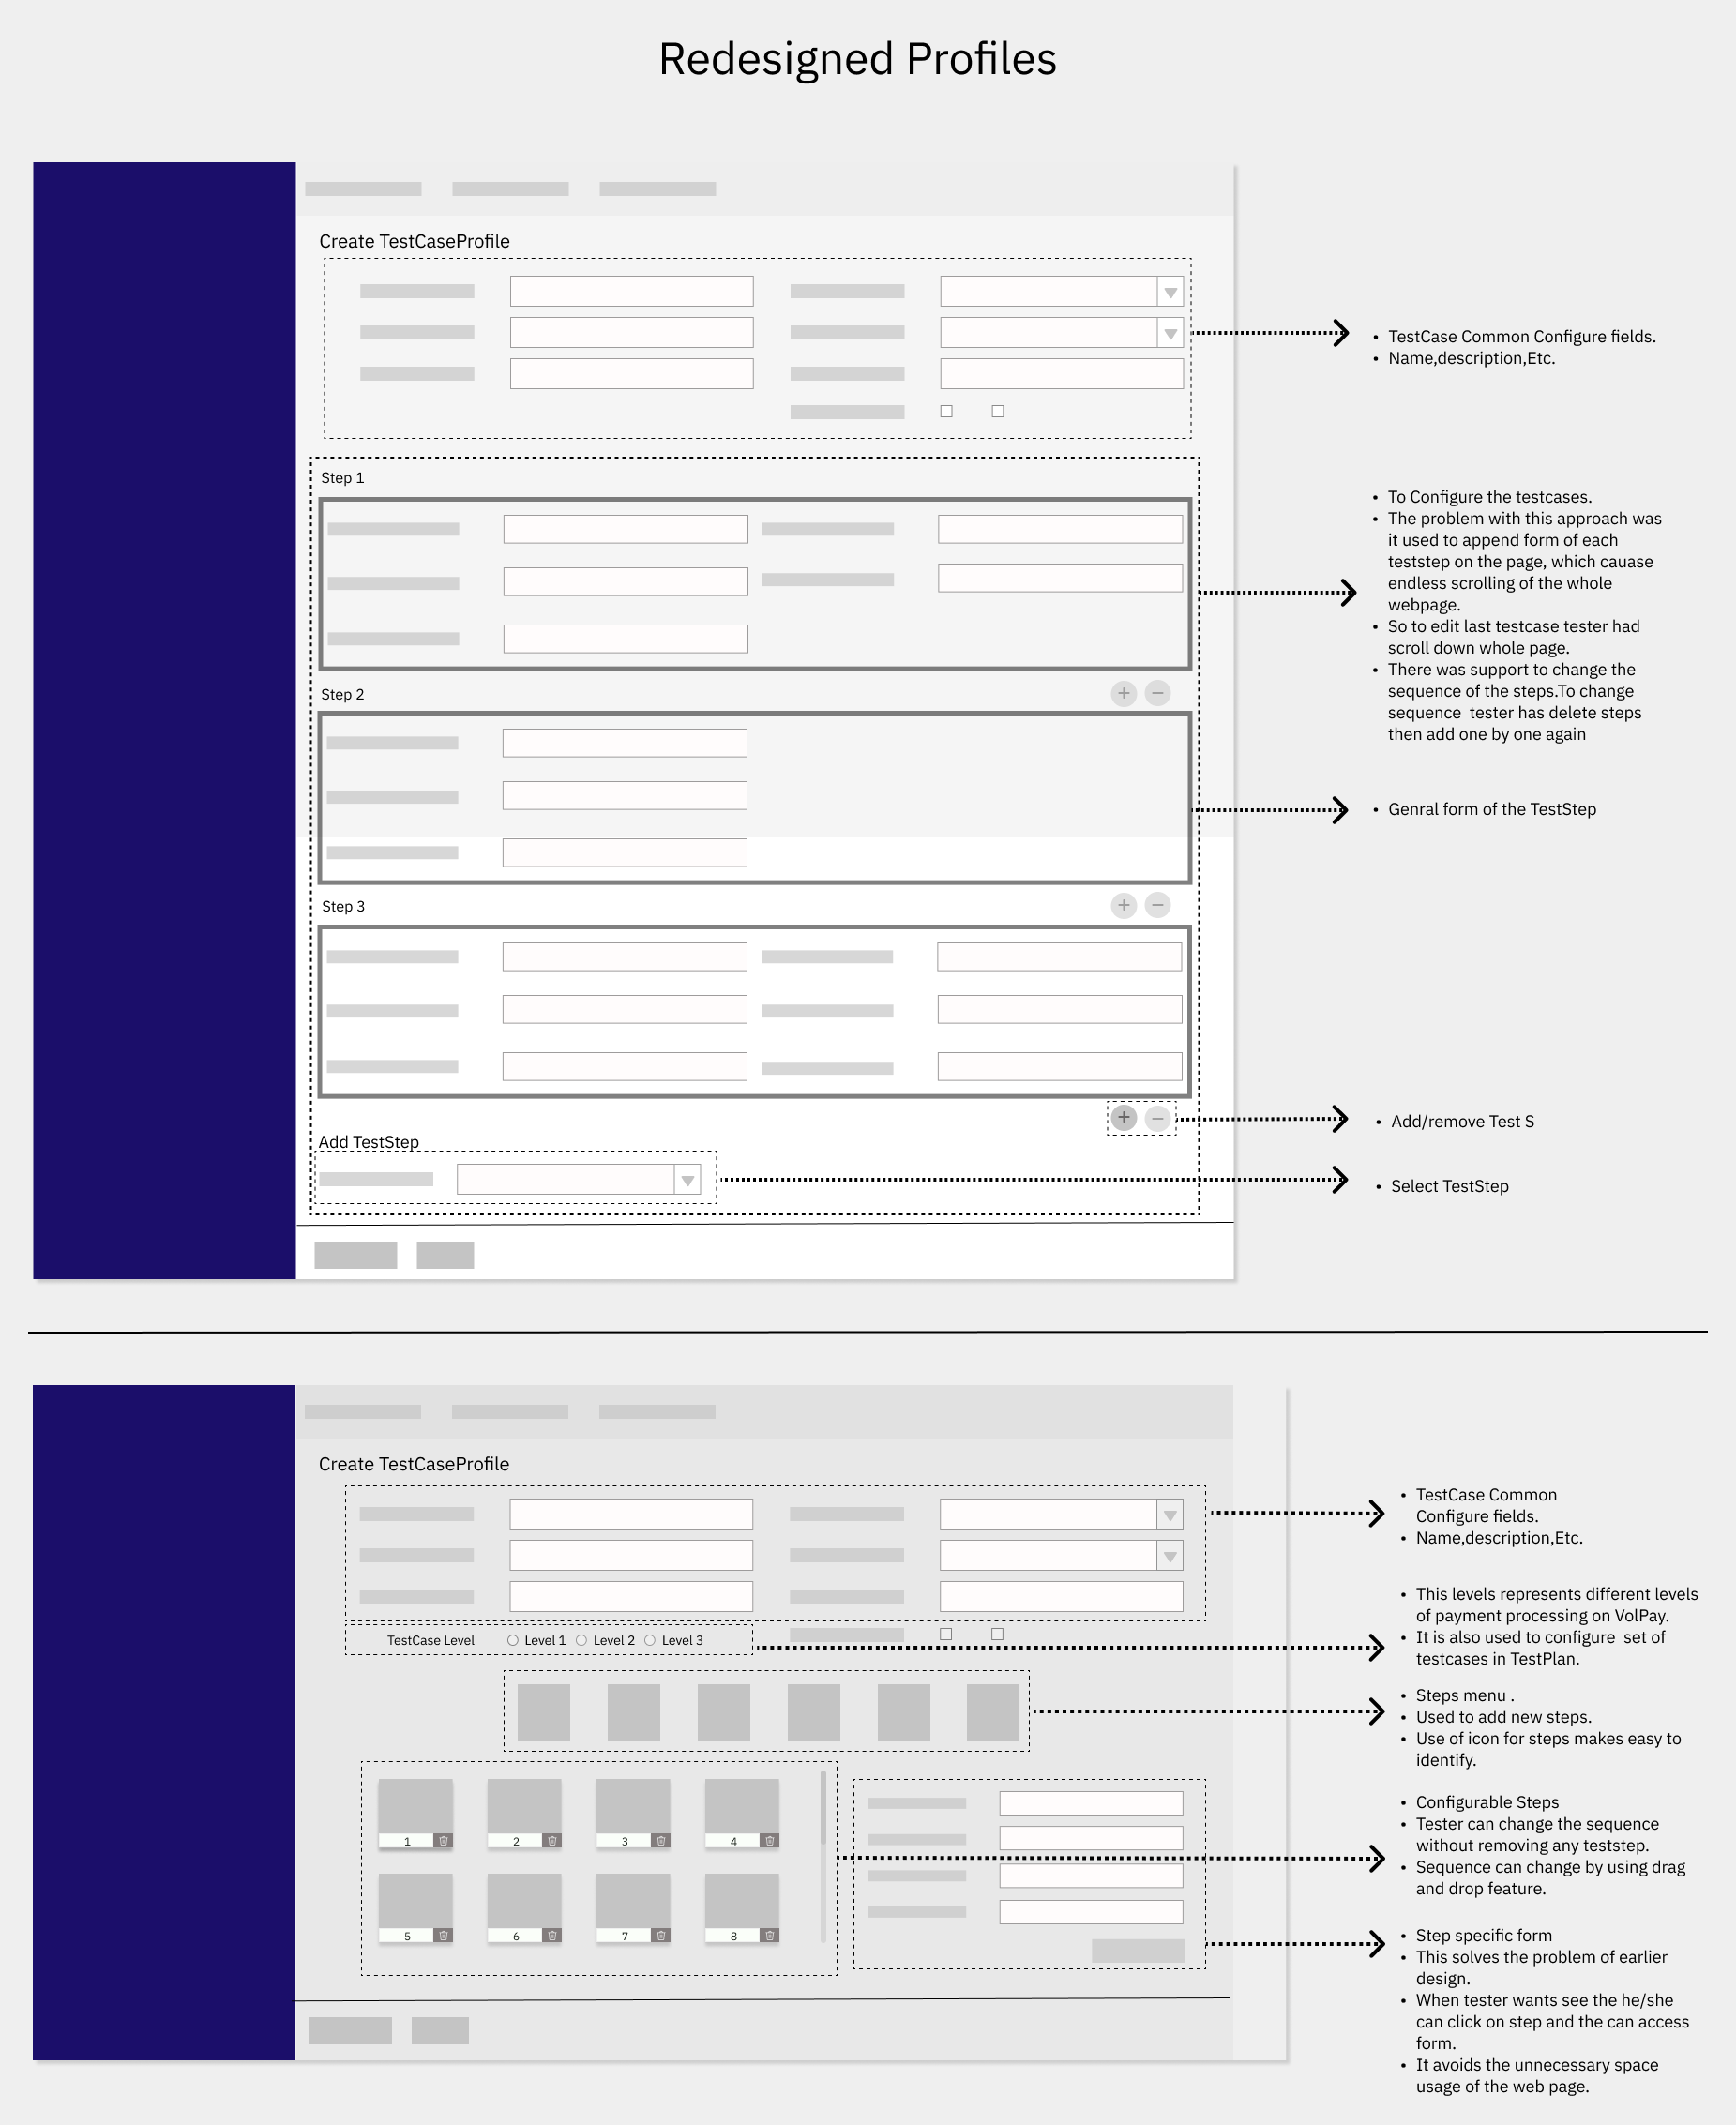 Redesigned Profiles
Create TestCaseProfile
• TestCase Common Configure fields.
• Name,description,Etc.
Step 1
• To Configure the testcases.
• The problem with this approach was
it used to append form of each
teststep on the page, which cauase
endless scrolling of the whole
webpage.
• So to edit last testcase tester had
scroll down whole page.
• There was support to change the
sequence of the steps.To change
sequence  tester has delete steps
then add one by one again
Step 2
• Genral form of the TestStep
Step 3
• Add/remove Test S
Add TestStep
• Select TestStep
Create TestCaseProfile
• TestCase Common
Configure fields.
• Name,description,Etc.
TestCase Level Level 1 Level 2 Level 3
• This levels represents different levels
of payment processing on VolPay.
• It is also used to configure  set of
testcases in TestPlan.
• Steps menu .
• Used to add new steps.
• Use of icon for steps makes easy to
identify.
1 2 3 4
5 6 7 8
• Configurable Steps
• Tester can change the sequence
without removing any teststep.
• Sequence can change by using drag
and drop feature.
• Step specific form
• This solves the problem of earlier
design.
• When tester wants see the he/she
can click on step and the can access
form.
• It avoids the unnecessary space
usage of the web page.